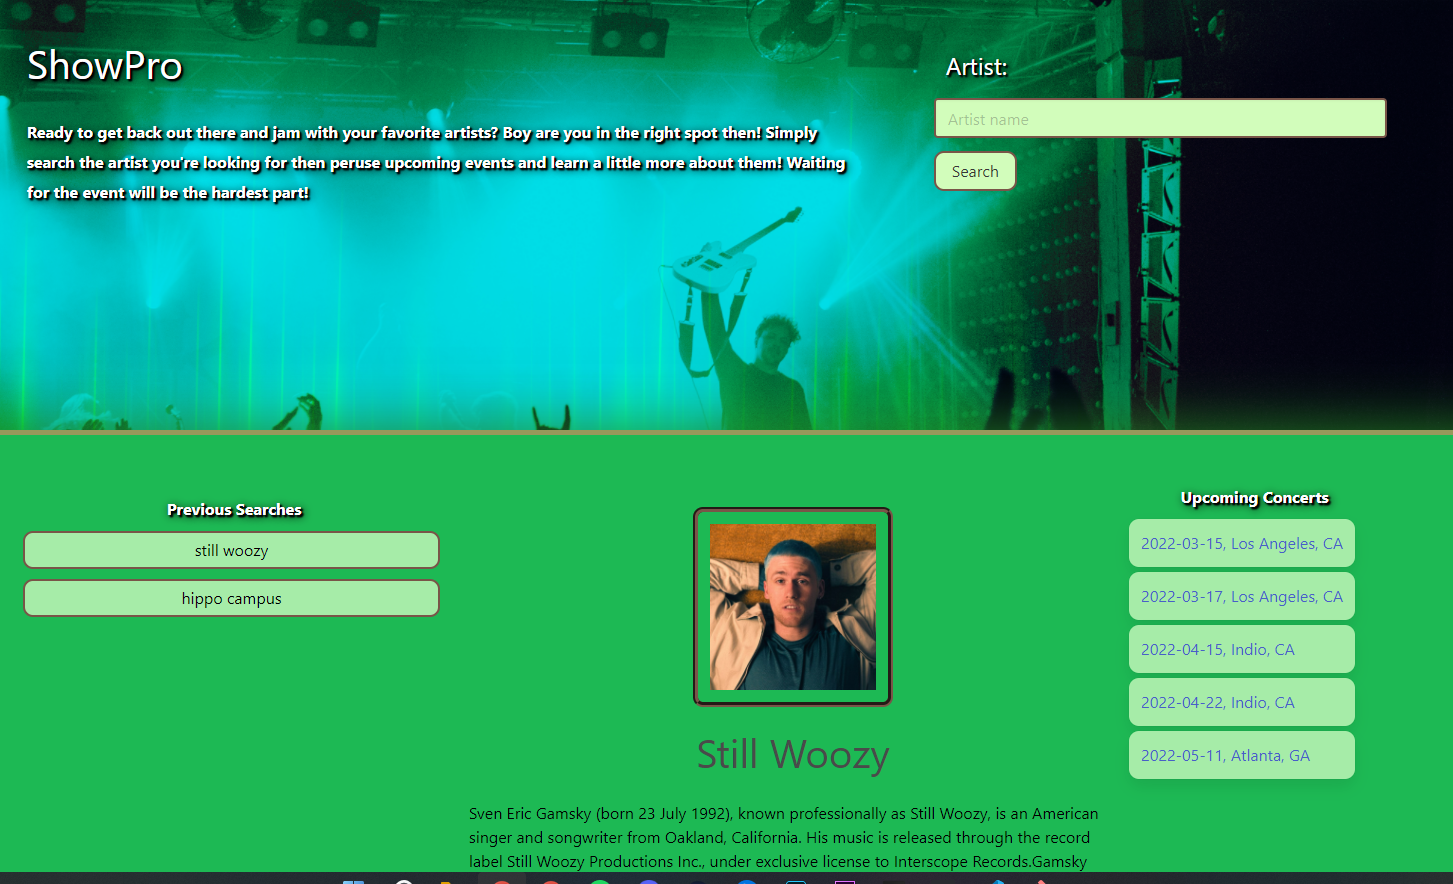 ShowPro
Ready to get back out there and jam with your favorite artists? Boy are you in the right spot then! Simply
search the artist you're looking for then peruse upcoming events and learn a little more about them! Waiting
for the event will be the hardest part!
Artist:
Artist name
Search
Previous Searches
still woozy
hippo campus
Still Woozy
Sven Eric Gamsky (born 23 July 1992), known professionally as Still Woozy, is an American
singer and songwriter from Oakland, California. His music is released through the record
label Still Woozy Productions Inc., under exclusive license to Interscope Records.Gamsky
Upcoming Concerts
2022-03-15, Los Angeles, CA
2022-03-17, Los Angeles, CA
2022-04-15, Indio, CA
2022-04-22, Indio, CA
2022-05-11, Atlanta, GA